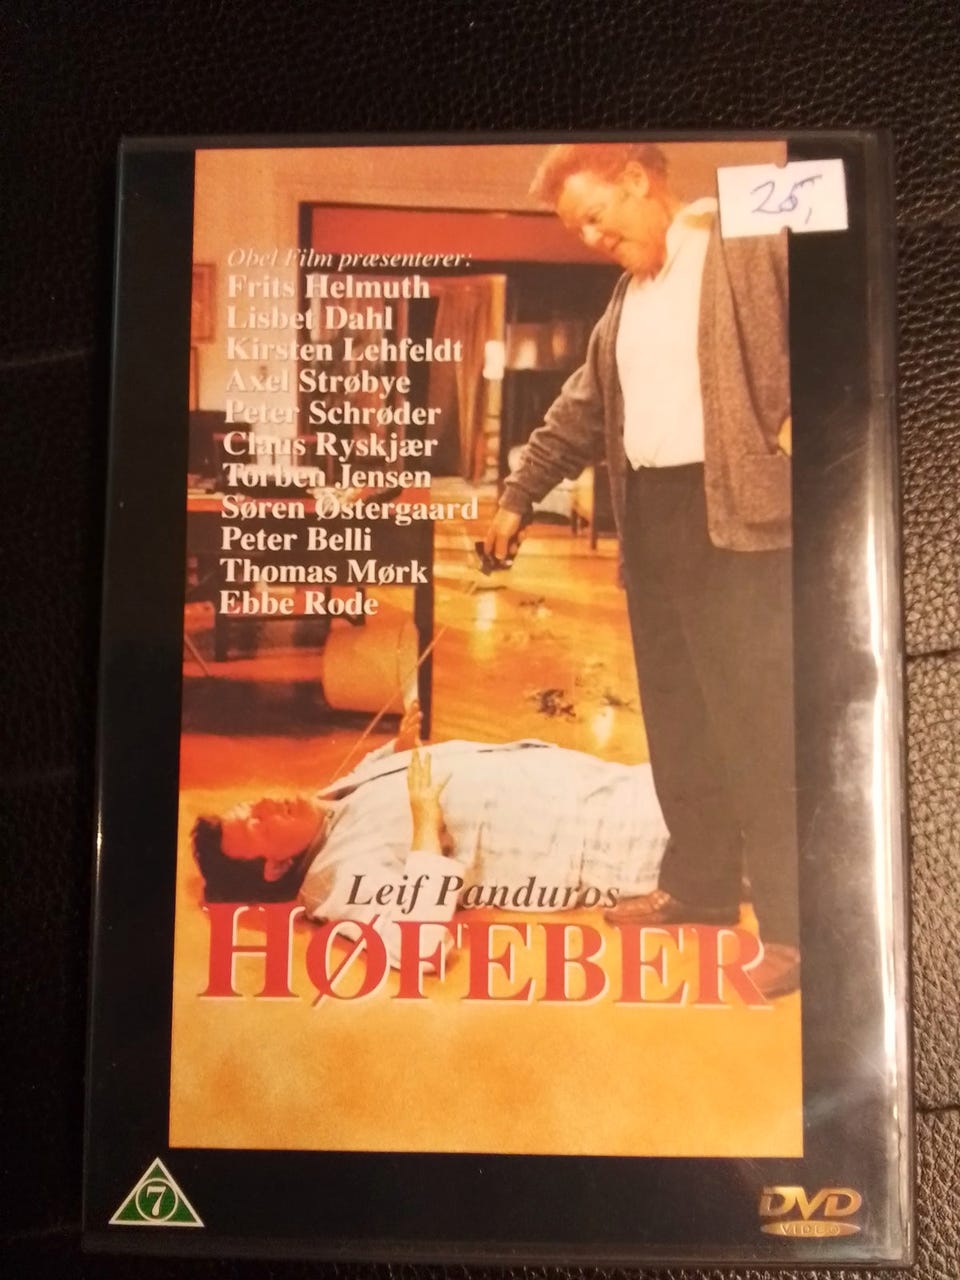 25,
Obel Film præsenterer:
Frits Helmuth
Lisbet Dahl
Kirsten Lehfeldt
Axel Strøbye
Peter Schrøder
Claus Ryskjær
Torben Jensen
Søren Østergaard
Peter Belli
Thomas Mørk
Ebbe Rode
Leif Panduros
HØFEBER
7
DVD
VIDEO